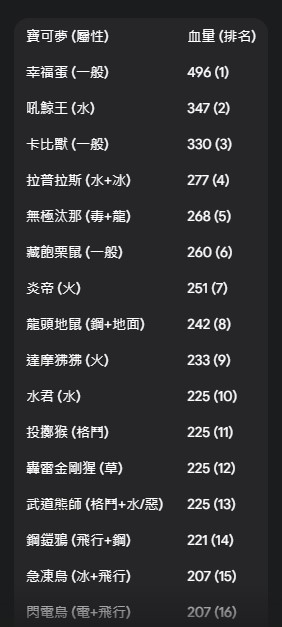 寶可夢 (屬性) 血量 (排名)
幸福蛋 (一般) 496 (1)
吼鯨王 (水) 347 (2)
卡比獸 (一般) 330 (3)
拉普拉斯 (水+冰) 277 (4)
無極汰那 (毒+龍) 268 (5)
藏飽栗鼠 (一般) 260 (6)
炎帝 (火) 251 (7)
龍頭地鼠 (鋼+地面) 242 (8)
達摩狒狒 (火) 233 (9)
水君 (水) 225 (10)
投擲猴 (格鬥) 225 (11)
轟擂金剛猩 (草) 225 (12)
武道熊師 (格鬥+水/惡) 225 (13)
鋼鎧鴉 (飛行+鋼) 221 (14)
急凍鳥 (冰+飛行) 207 (15)
閃電鳥 (電+飛行) 207 (16)